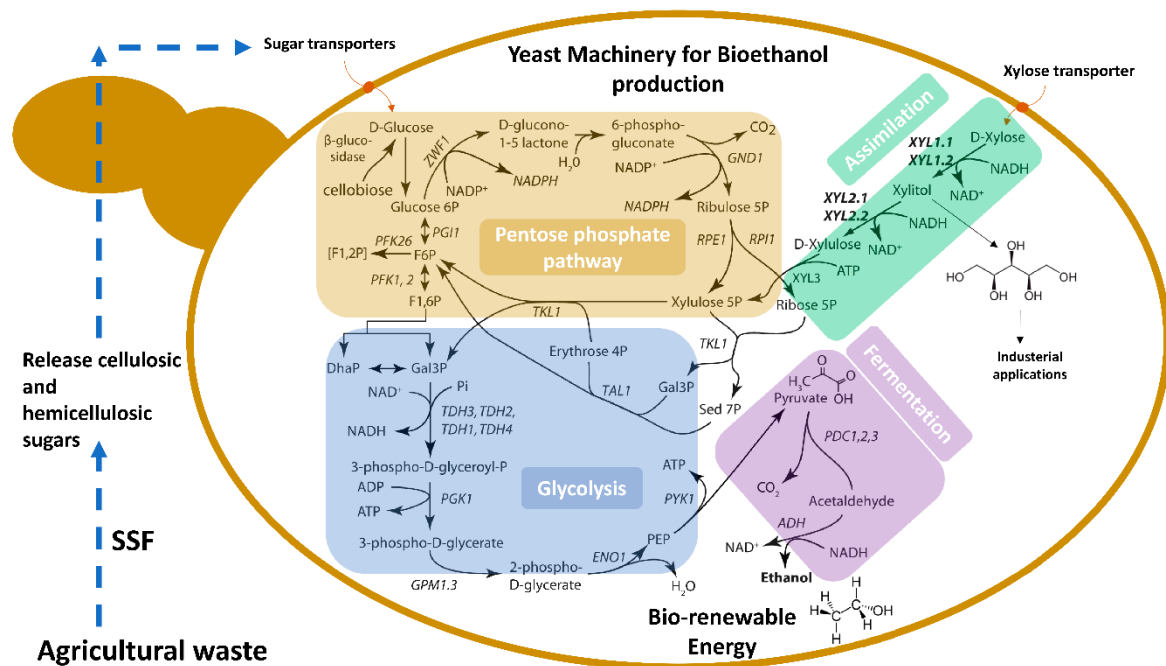 Sugar transporters
Yeast Machinery for Bioethanol
production
Xylose transporter
D-Glucose
β-gluco-
sidase
cellobiose
Glucose 6P
ZWF1
NADP⁺
NADPH
D-glucono-
1-5 lactone
H₂0
6-phospho-
gluconate
NADP⁺
NADPH
CO₂
GND1
Ribulose 5P
RPE1
RPI1
Pentose phosphate
pathway
PGI1
PFK26
[F1,2P]
F6P
PFK1, 2
F1,6P
Xylulose 5P
Ribose 5P
TKL1
Assimilation
D-Xylose
XYL1.1
XYL1.2
NADH
NAD⁺
Xylitol
XYL2.1
XYL2.2
NADH
NAD⁺
D-Xylulose
ATP
XYL3
OH
HO
OH
OH
OH
Industerial
applications
Release cellulosic
and
hemicellulosic
sugars
SSF
Agricultural waste
DhaP
Gal3P
Erythrose 4P
TKL1
Gal3P
TAL1
Sed 7P
NAD⁺
Pi
NADH
TDH3, TDH2,
TDH1, TDH4
3-phospho-D-glyceroyl-P
ADP
ATP
PGK1
3-phospho-D-glycerate
GPM1.3
2-phospho-
D-glycerate
ENO1
PEP
H₂O
ATP
PYK1
Glycolysis
Fermentation
O
O
H₃C
OH
Pyruvate
PDC1,2,3
CO₂
Acetaldehyde
ADH
NAD⁺
NADH
Ethanol
H
H
OH
C
C
H
H
H
Bio-renewable
Energy